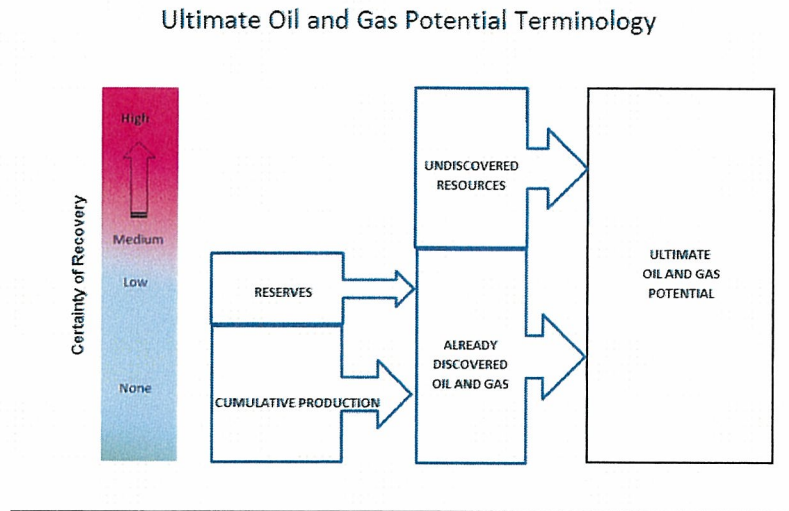 Ultimate Oil and Gas Potential Terminology
Certainty of Recovery
High
Medium
Low
None
RESERVES
CUMULATIVE PRODUCTION
UNDISCOVERED
RESOURCES
ALREADY
DISCOVERED
OIL AND GAS
ULTIMATE
OIL AND GAS
POTENTIAL